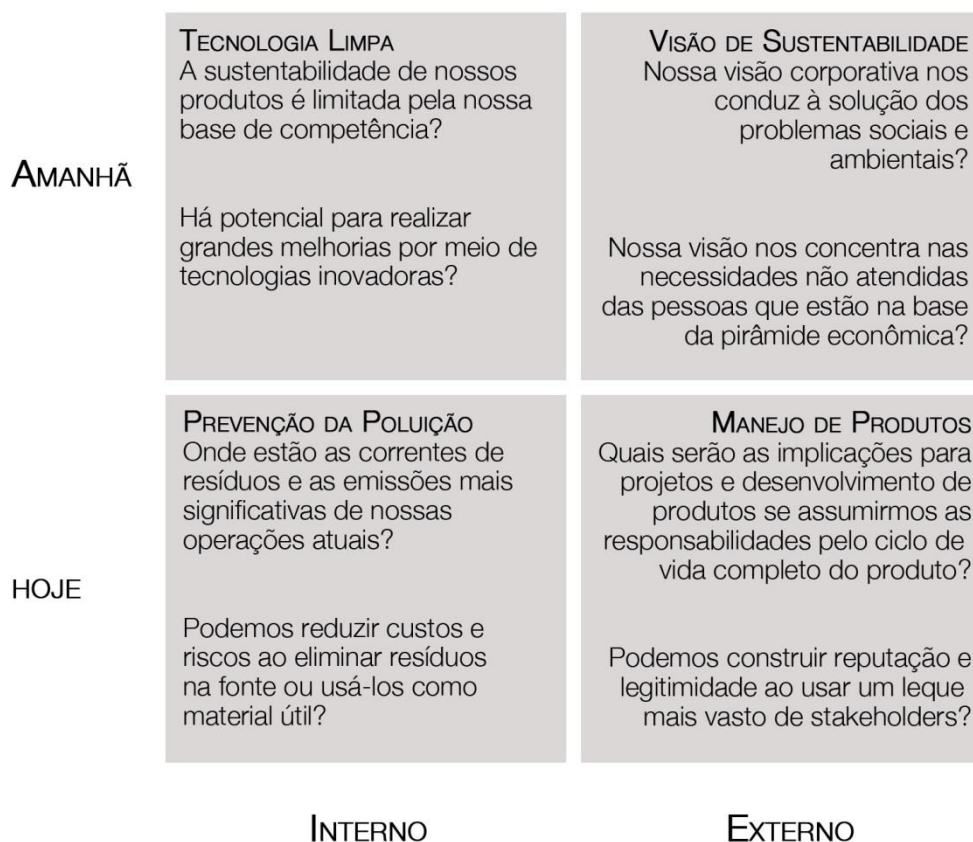 TECNOLOGIA LIMPA
A sustentabilidade de nossos
produtos é limitada pela nossa
base de competência?
Há potencial para realizar
grandes melhorias por meio de
tecnologias inovadoras?
VISÃO DE SUSTENTABILIDADE
Nossa visão corporativa nos
conduz à solução dos
problemas sociais e
ambientais?
Nossa visão nos concentra nas
necessidades não atendidas
das pessoas que estão na base
da pirâmide econômica?
AMANHÃ
PREVENÇÃO DA POLUIÇÃO
Onde estão as correntes de
resíduos e as emissões mais
significativas de nossas
operações atuais?
Podemos reduzir custos e
riscos ao eliminar resíduos
na fonte ou usá-los como
material útil?
MANEJO DE PRODUTOS
Quais serão as implicações para
projetos e desenvolvimento de
produtos se assumirmos as
responsabilidades pelo ciclo de
vida completo do produto?
Podemos construir reputação e
legitimidade ao usar um leque
mais vasto de stakeholders?
HOJE
INTERNO
EXTERNO